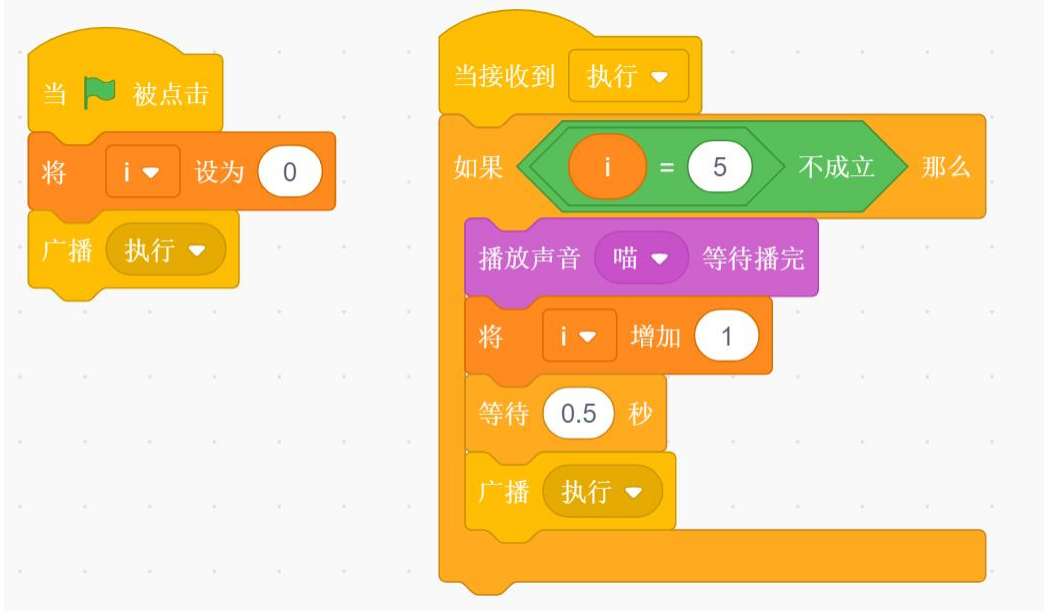 当 被点击
将 i 设为 0
广播 执行
当接收到 执行
如果 i = 5 不成立 那么
播放声音 喵 等待播完
将 i 增加 1
等待 0.5 秒
广播 执行